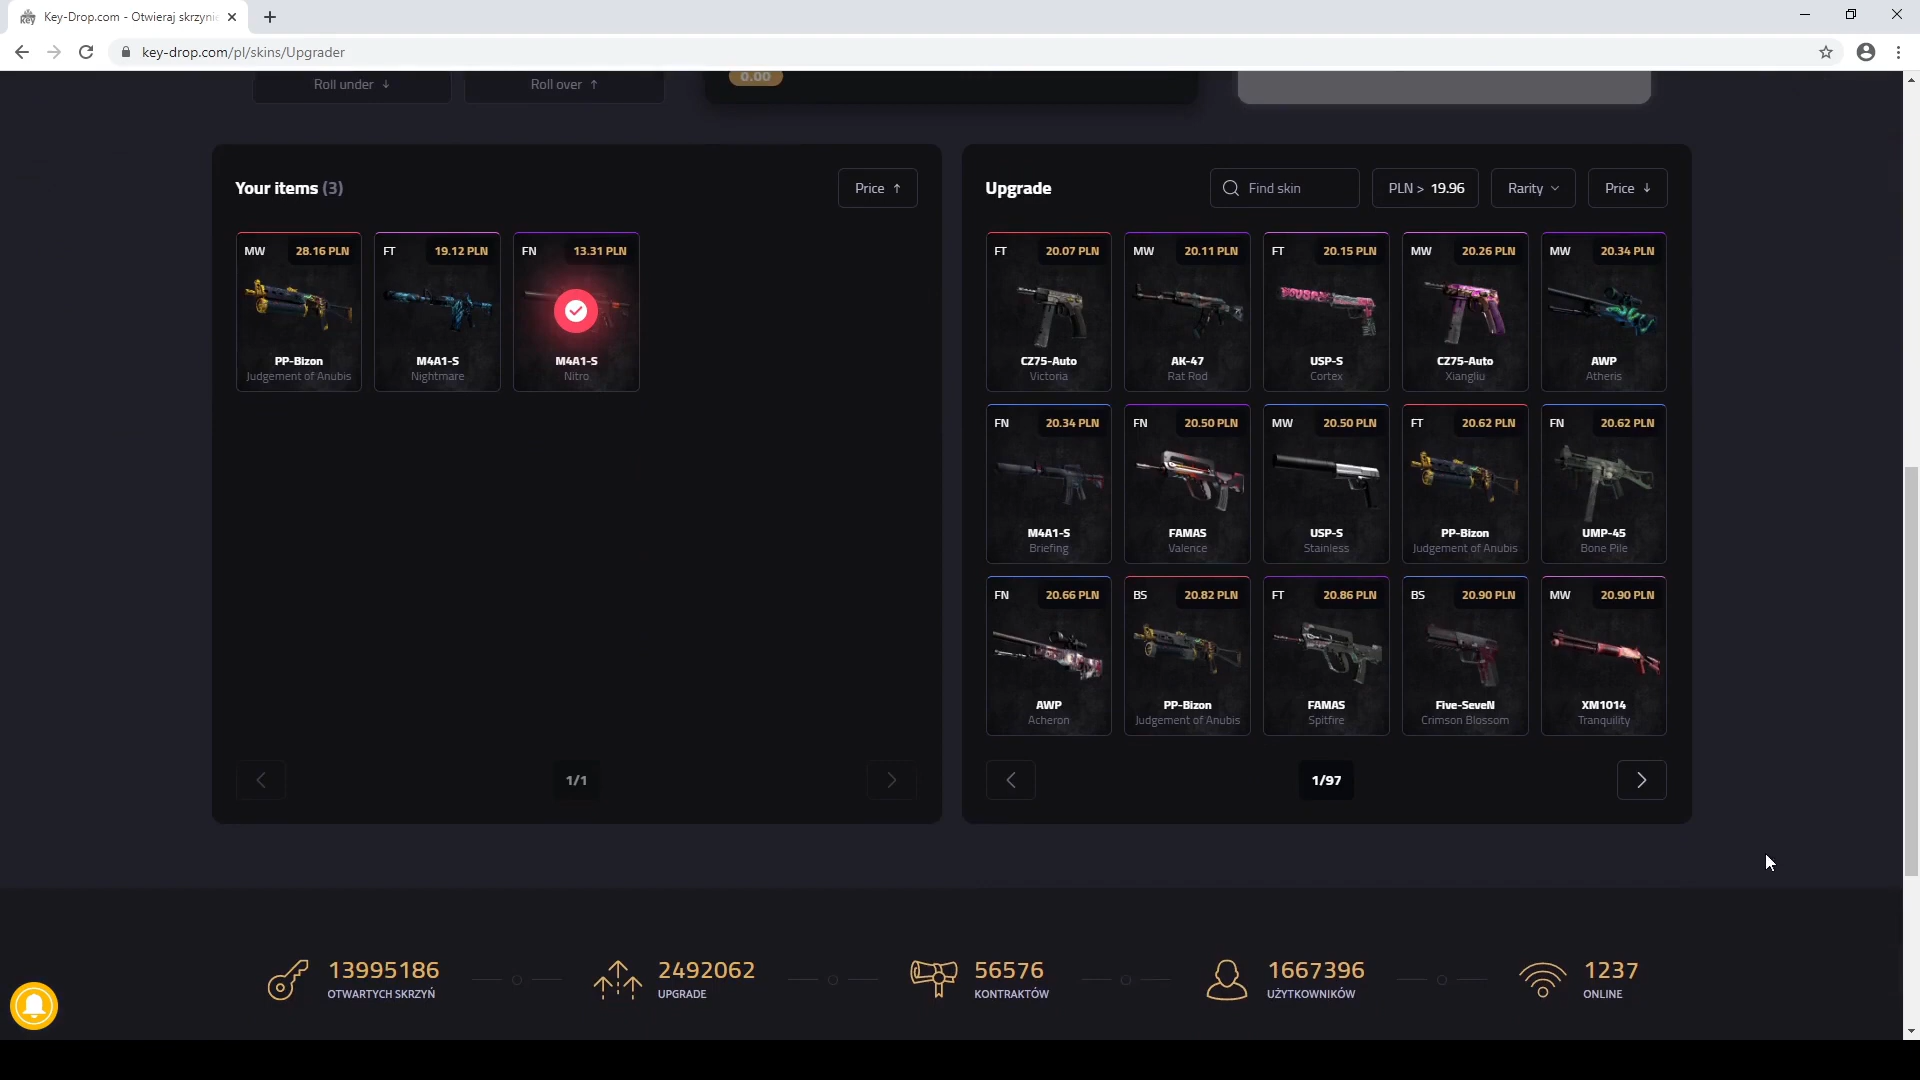 Key-Drop.com - Otwieraj skrzynie
key-drop.com/pl/skins/Upgrader
Roll under ↓
Roll over ↑
0.00
Your items (3)
Price ↑
MW 28.16 PLN
PP-Bizon
Judgement of Anubis
FT 19.12 PLN
M4A1-S
Nightmare
FN 13.31 PLN
M4A1-S
Nitro
1/1
Upgrade
Find skin
PLN > 19.96
Rarity
Price ↓
FT 20.07 PLN
CZ75-Auto
Victoria
MW 20.11 PLN
AK-47
Rat Rod
FT 20.15 PLN
USP-S
Cortex
MW 20.26 PLN
CZ75-Auto
Xiangliu
MW 20.34 PLN
AWP
Atheris
FN 20.34 PLN
M4A1-S
Briefing
FN 20.50 PLN
FAMAS
Valence
MW 20.50 PLN
USP-S
Stainless
FT 20.62 PLN
PP-Bizon
Judgement of Anubis
FN 20.62 PLN
UMP-45
Bone Pile
FN 20.66 PLN
AWP
Acheron
BS 20.82 PLN
PP-Bizon
Judgement of Anubis
FT 20.86 PLN
FAMAS
Spitfire
BS 20.90 PLN
Five-SeveN
Crimson Blossom
MW 20.90 PLN
XM1014
Tranquility
1/97
13995186
OTWARTYCH SKRZYŃ
2492062
UPGRADE
56576
KONTRAKTÓW
1667396
UŻYTKOWNIKÓW
1237
ONLINE